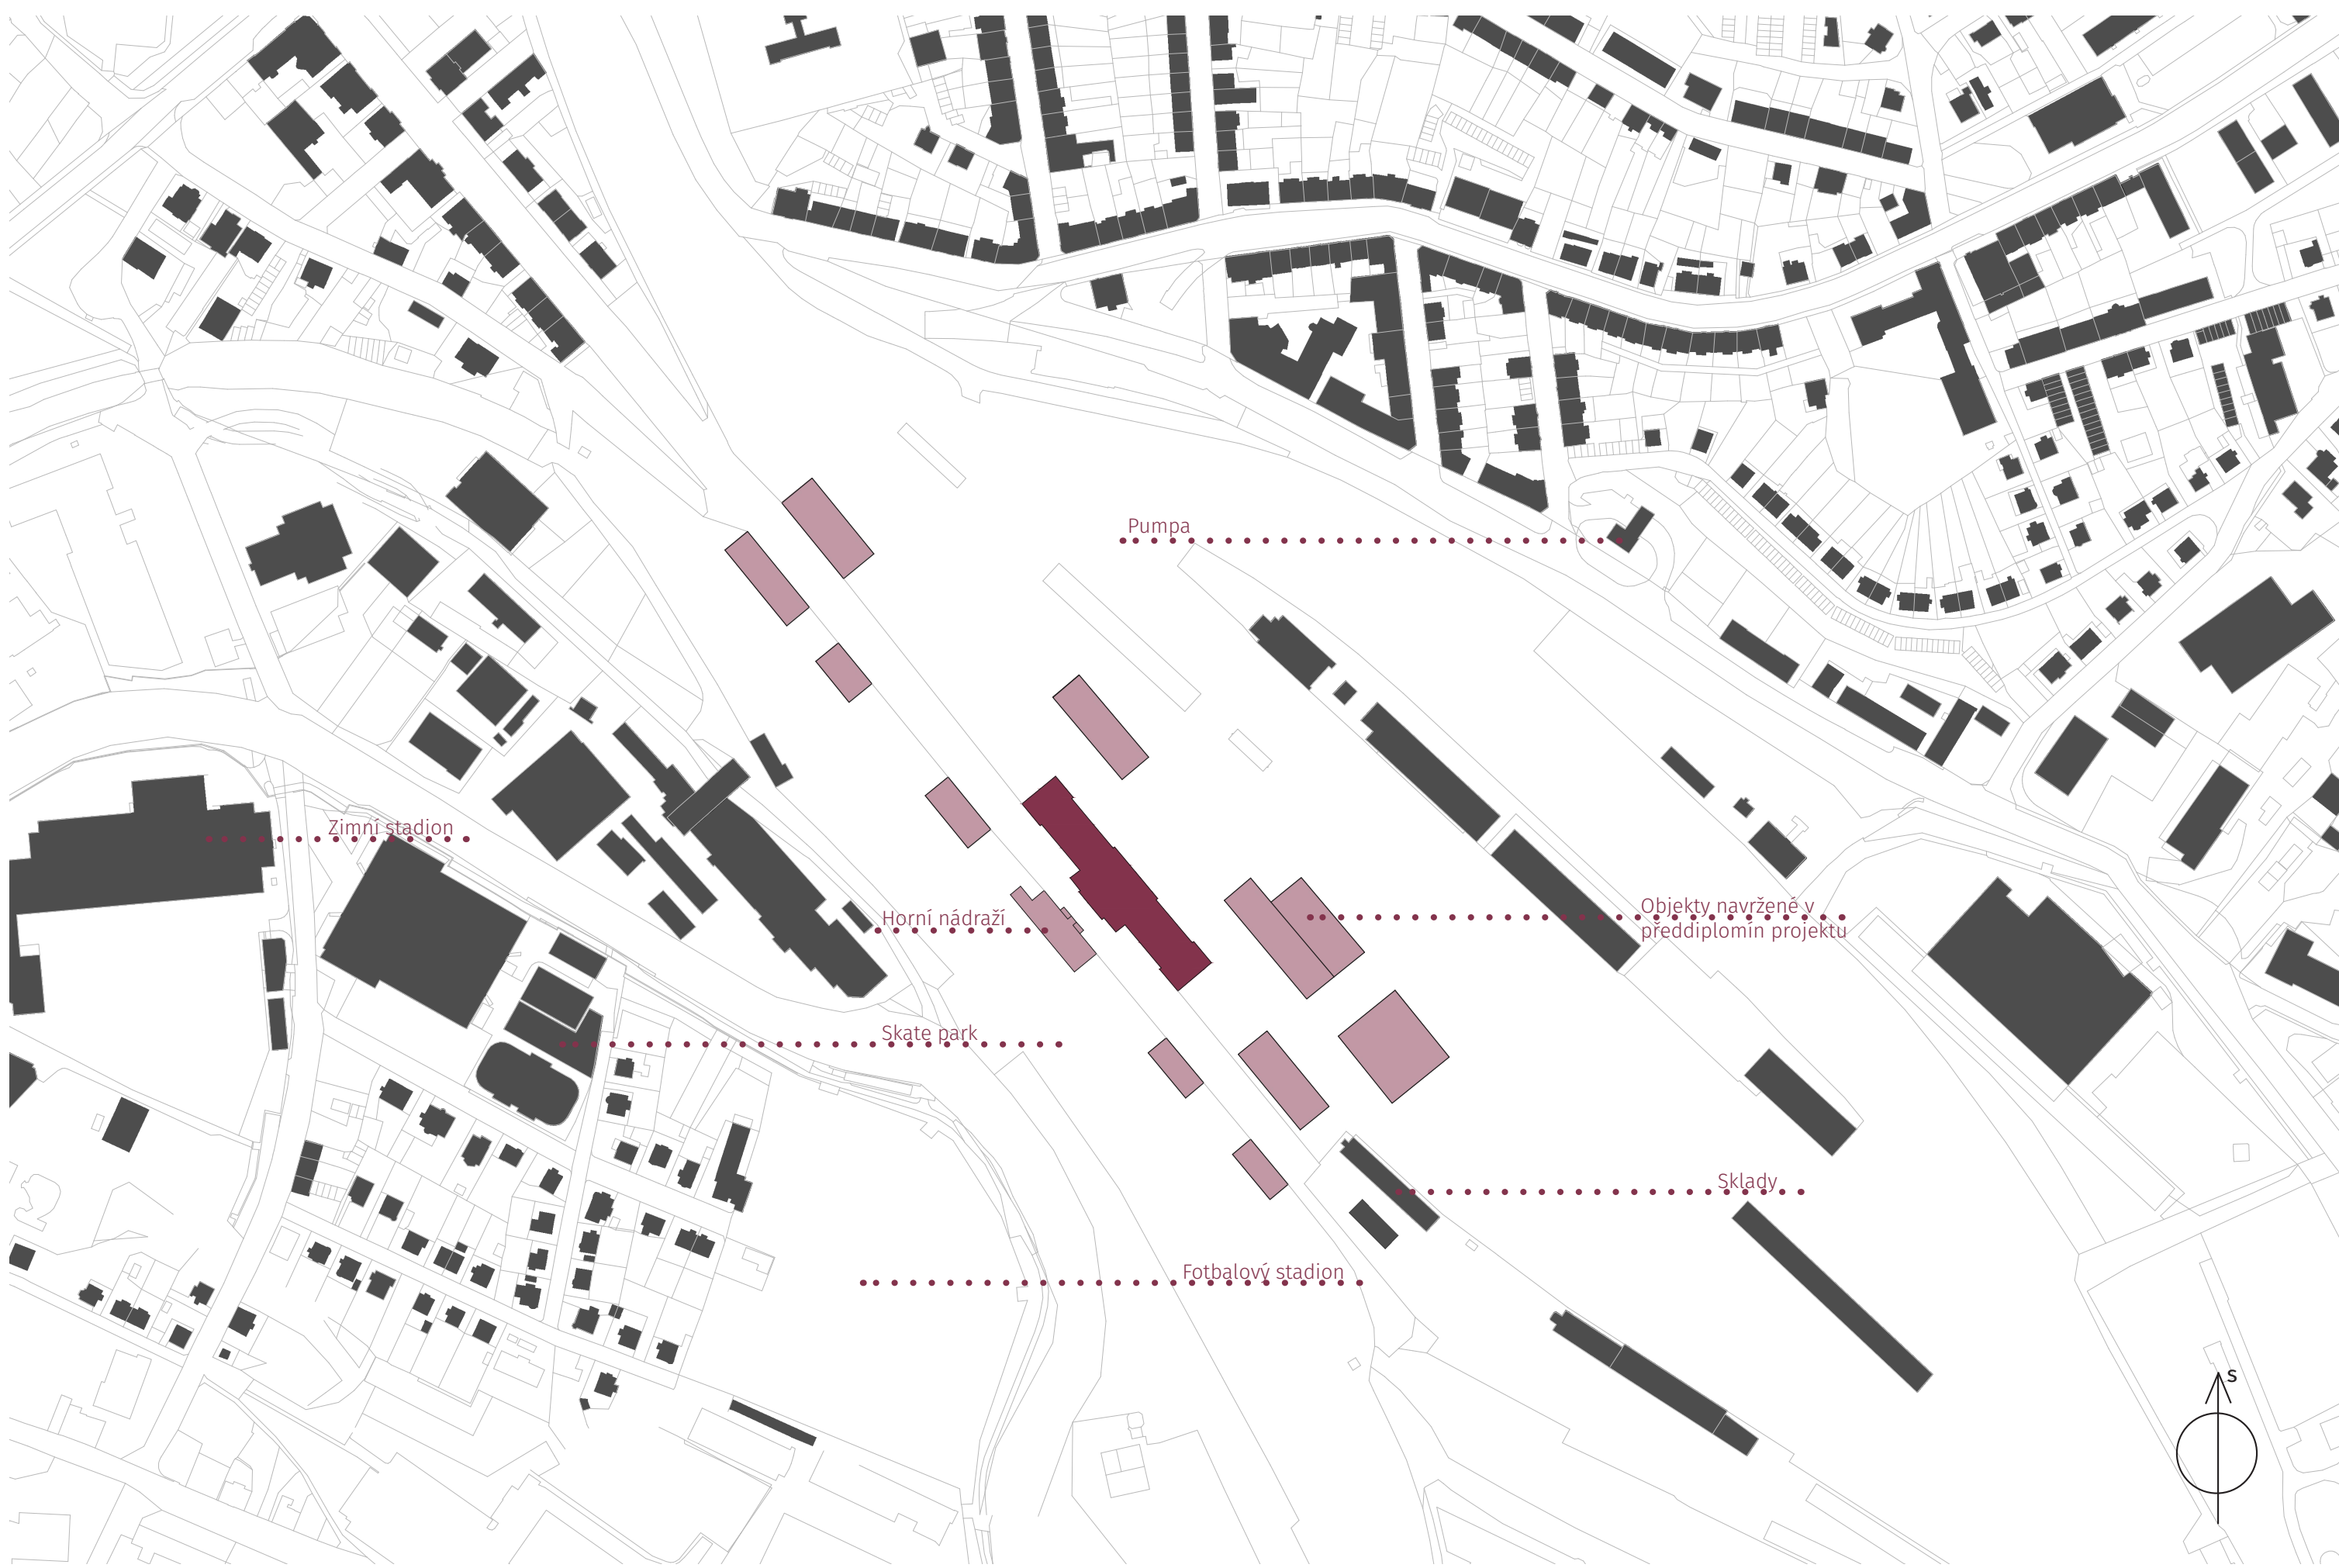 Pumpa
Zimní stadion
Objekty navržené v
předdiplomín projektu
Horní nádraží
Skate park
Sklady
Fotbalový stadion
S